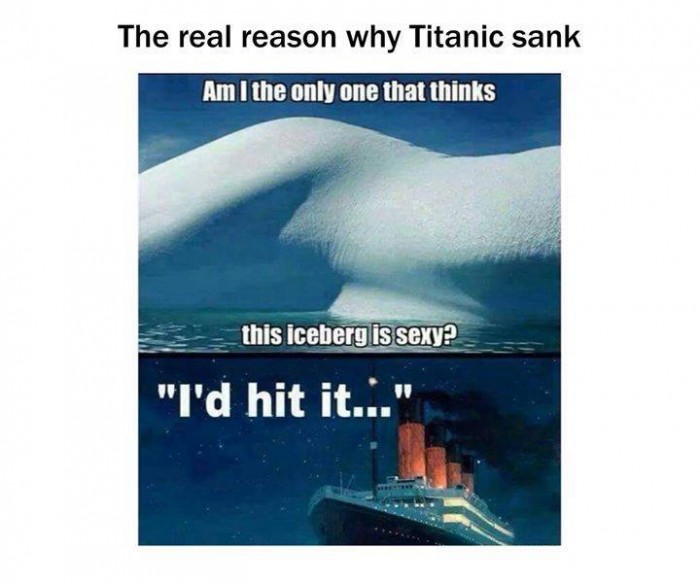 The real reason why Titanic sank
Am I the only one that thinks
this iceberg is sexy?
"I'd hit it..."